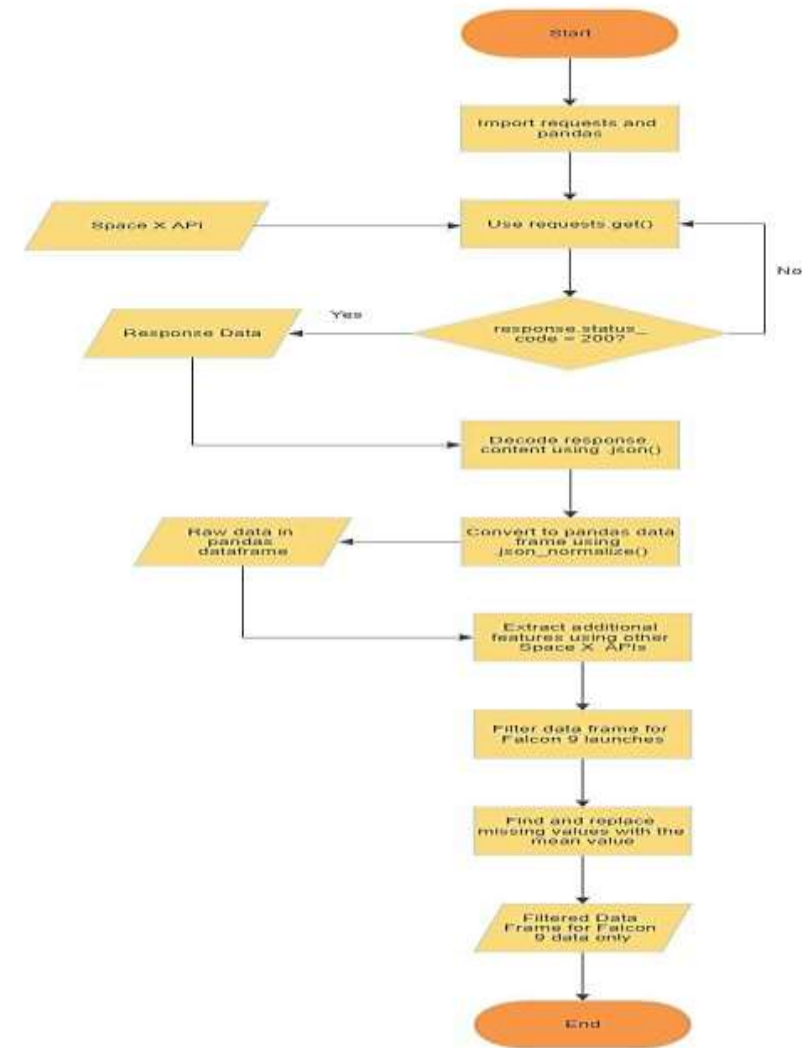 Start
Import requests and
pandas
Space X API
Use requests.get()
No
Yes
Response Data
response.status_
code = 200?
Decode response
content using .json()
Raw data in
pandas
dataframe
Convert to pandas data
frame using
.json_normalize()
Extract additional
features using other
Space X APIs
Filter data frame for
Falcon 9 launches
Find and replace
missing values with the
mean value
Filtered Data
Frame for Falcon
9 data only
End